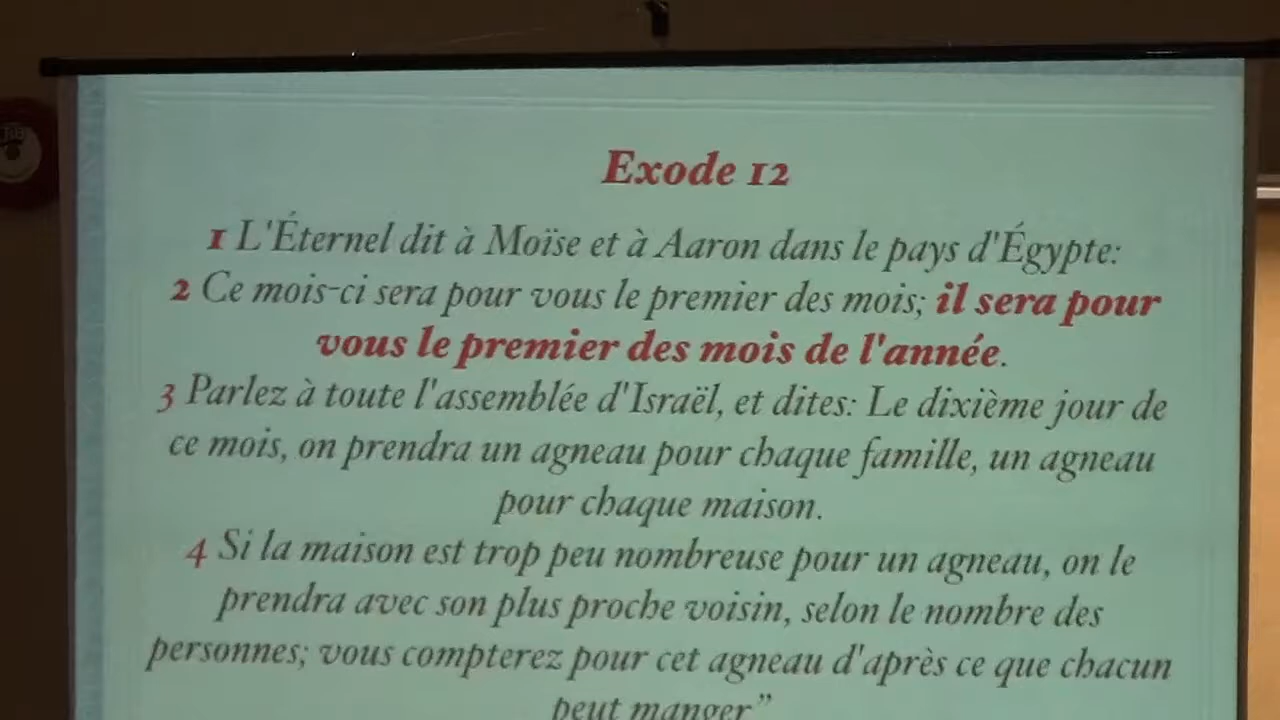 Exode 12
1 L'Éternel dit à Moïse et à Aaron dans le pays d'Égypte:
2 Ce mois-ci sera pour vous le premier des mois; il sera pour
vous le premier des mois de l'année.
3 Parlez à toute l'assemblée d'Israël, et dites: Le dixième jour de
ce mois, on prendra un agneau pour chaque famille, un agneau
pour chaque maison.
4 Si la maison est trop peu nombreuse pour un agneau, on le
prendra avec son plus proche voisin, selon le nombre des
personnes; vous compterez pour cet agneau d'après ce que chacun
peut manger”